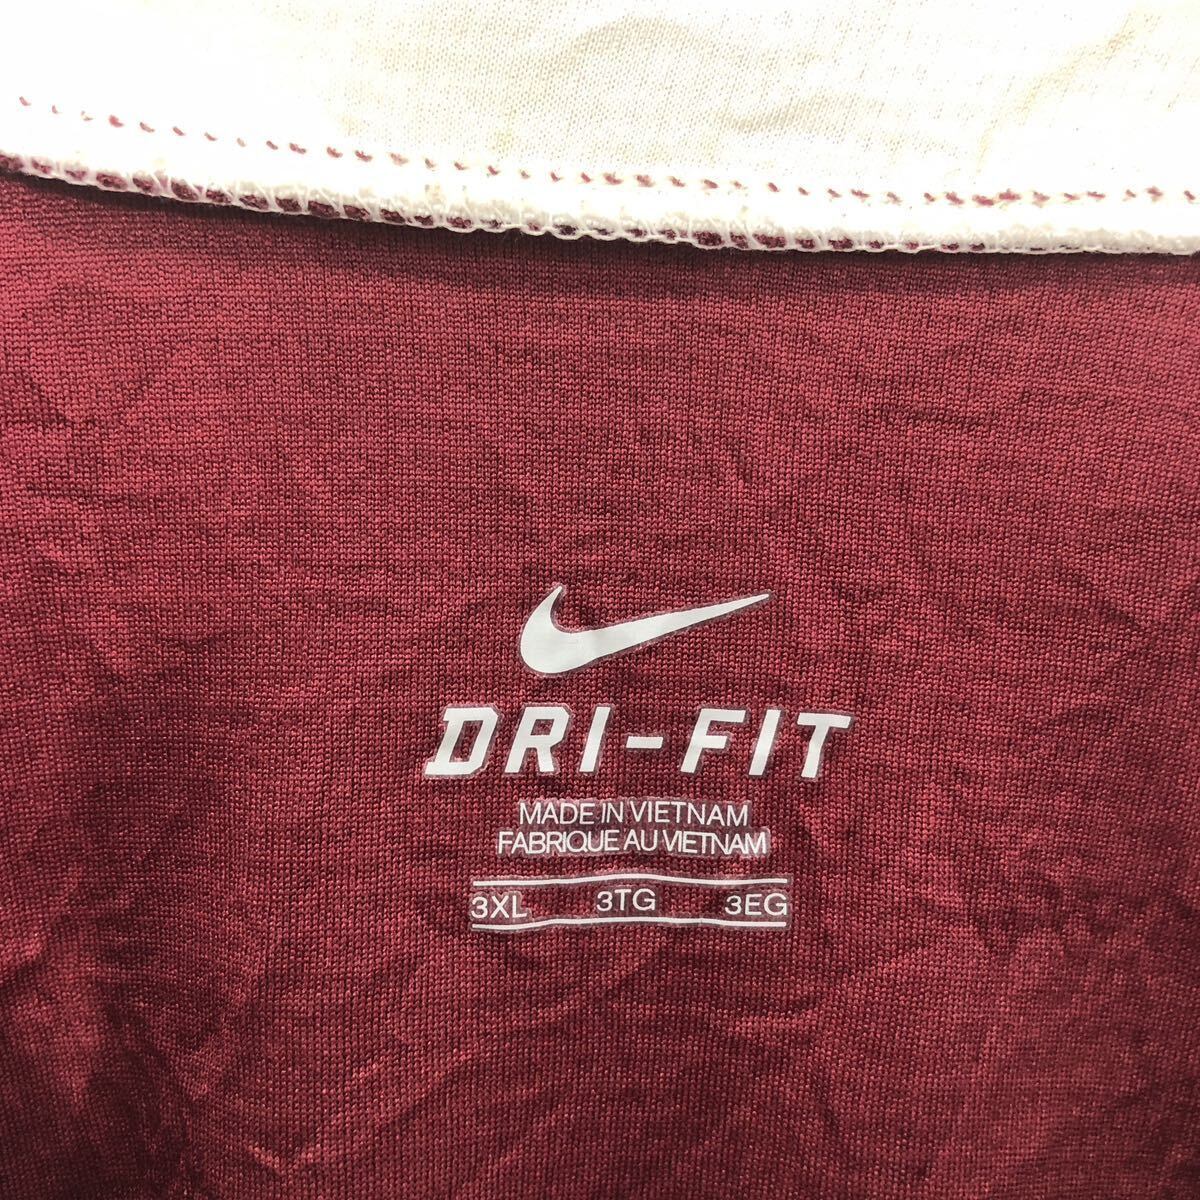 DRI-FIT
MADE IN VIETNAM
FABRIQUE AU VIETNAM
3XL 3TG 3EG